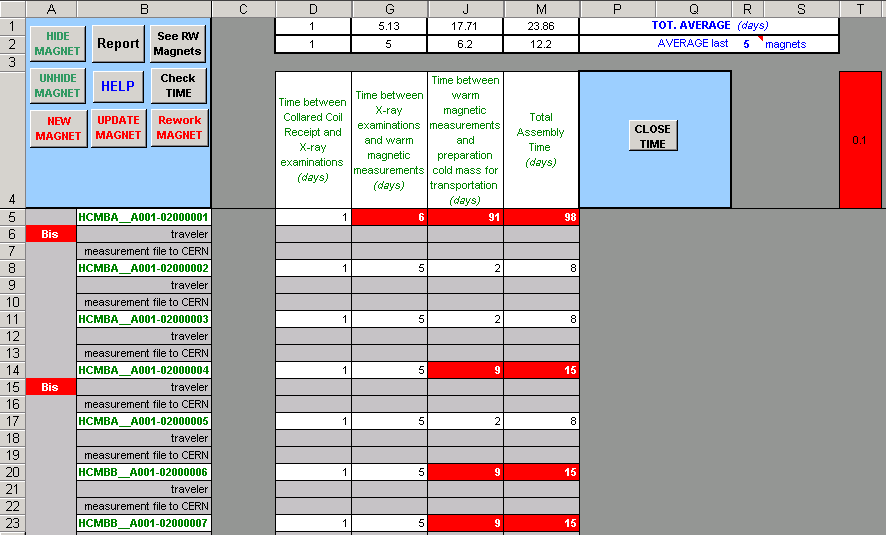 A B C D G J M P Q R S T
1 1 5.13 17.71 23.86 TOT. AVERAGE (days)
2 1 5 6.2 12.2 AVERAGE last 5 magnets
3
HIDE MAGNET Report See RW Magnets
UNHIDE MAGNET HELP Check TIME
NEW MAGNET UPDATE MAGNET Rework MAGNET
Time between
Collared Coil
Receipt and
X-ray
examinations
(days)
Time between
X-ray
examinations
and warm
magnetic
measurements
(days)
Time between
warm
magnetic
measurements
and
preparation
cold mass for
transportation
(days)
Total
Assembly
Time
(days)
CLOSE
TIME
0.1
4
5 HCMBA__A001-02000001 1 6 91 98
6 Bis traveler
7 measurement file to CERN
8 HCMBA__A001-02000002 1 5 2 8
9 traveler
10 measurement file to CERN
11 HCMBA__A001-02000003 1 5 2 8
12 traveler
13 measurement file to CERN
14 HCMBA__A001-02000004 1 5 9 15
15 Bis traveler
16 measurement file to CERN
17 HCMBA__A001-02000005 1 5 2 8
18 traveler
19 measurement file to CERN
20 HCMBB__A001-02000006 1 5 9 15
21 traveler
22 measurement file to CERN
23 HCMBB__A001-02000007 1 5 9 15